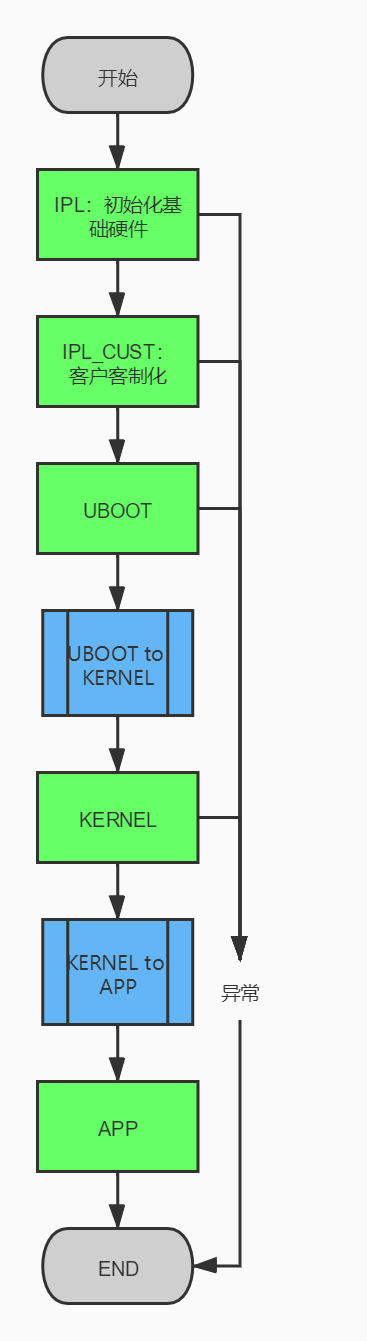 开始
IPL：初始化基
础硬件
IPL_CUST：
客户客制化
UBOOT
UBOOT to
KERNEL
KERNEL
KERNEL to
APP
异常
APP
END